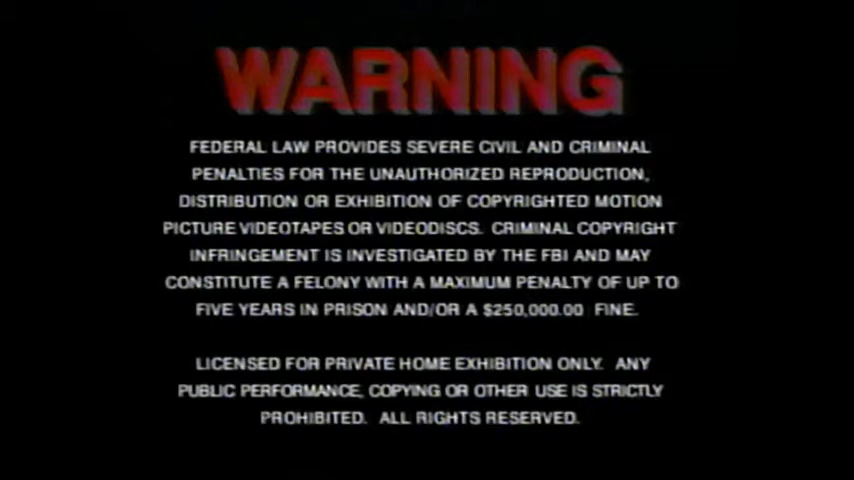 WARNING
FEDERAL LAW PROVIDES SEVERE CIVIL AND CRIMINAL
PENALTIES FOR THE UNAUTHORIZED REPRODUCTION,
DISTRIBUTION OR EXHIBITION OF COPYRIGHTED MOTION
PICTURE VIDEOTAPES OR VIDEODISCS. CRIMINAL COPYRIGHT
INFRINGEMENT IS INVESTIGATED BY THE FBI AND MAY
CONSTITUTE A FELONY WITH A MAXIMUM PENALTY OF UP TO
FIVE YEARS IN PRISON AND/OR A $250,000.00 FINE.
LICENSED FOR PRIVATE HOME EXHIBITION ONLY. ANY
PUBLIC PERFORMANCE, COPYING OR OTHER USE IS STRICTLY
PROHIBITED. ALL RIGHTS RESERVED.